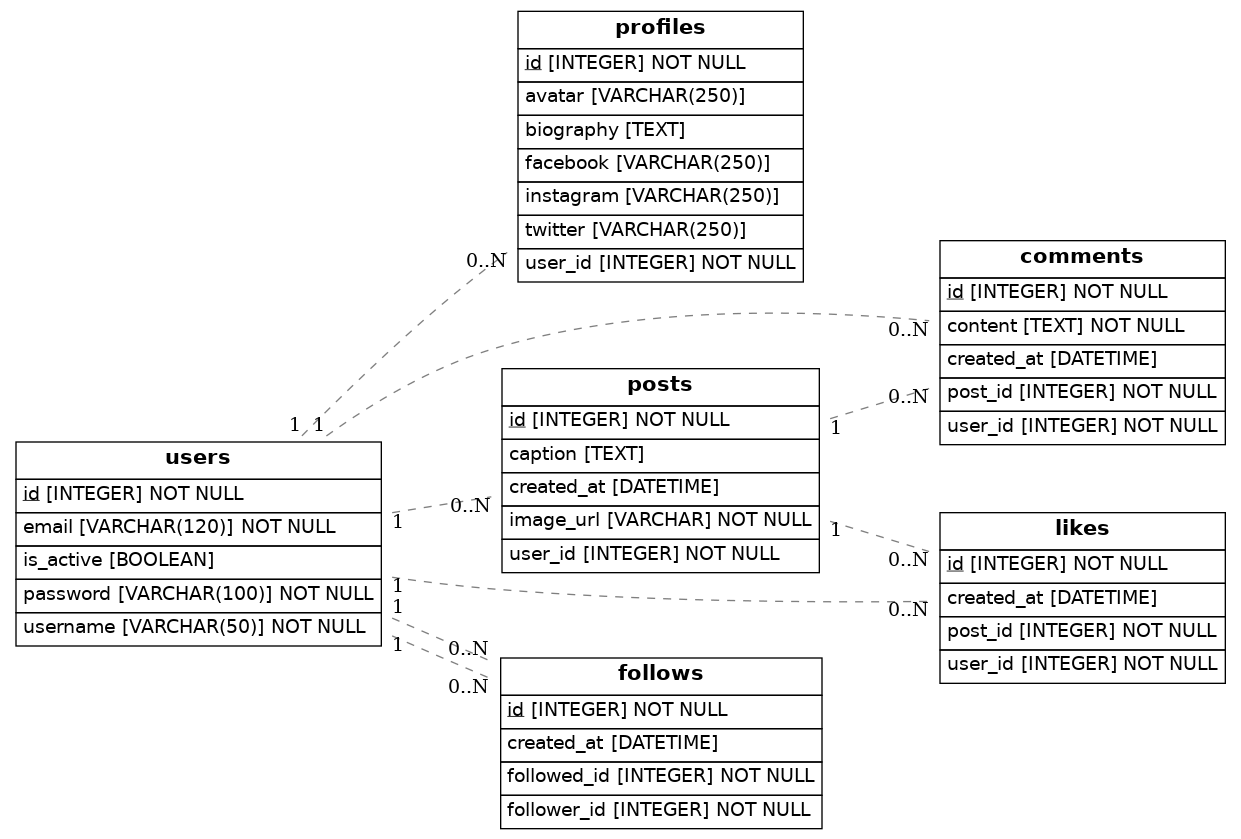 profiles
id [INTEGER] NOT NULL
avatar [VARCHAR(250)]
biography [TEXT]
facebook [VARCHAR(250)]
instagram [VARCHAR(250)]
twitter [VARCHAR(250)]
user_id [INTEGER] NOT NULL
0..N
1 1
users
id [INTEGER] NOT NULL
email [VARCHAR(120)] NOT NULL
is_active [BOOLEAN]
password [VARCHAR(100)] NOT NULL
username [VARCHAR(50)] NOT NULL
1
0..N
1
1
1
0..N
0..N
posts
id [INTEGER] NOT NULL
caption [TEXT]
created_at [DATETIME]
image_url [VARCHAR] NOT NULL
user_id [INTEGER] NOT NULL
1
1
follows
id [INTEGER] NOT NULL
created_at [DATETIME]
followed_id [INTEGER] NOT NULL
follower_id [INTEGER] NOT NULL
0..N
0..N
comments
id [INTEGER] NOT NULL
content [TEXT] NOT NULL
created_at [DATETIME]
post_id [INTEGER] NOT NULL
user_id [INTEGER] NOT NULL
0..N
0..N
likes
id [INTEGER] NOT NULL
created_at [DATETIME]
post_id [INTEGER] NOT NULL
user_id [INTEGER] NOT NULL